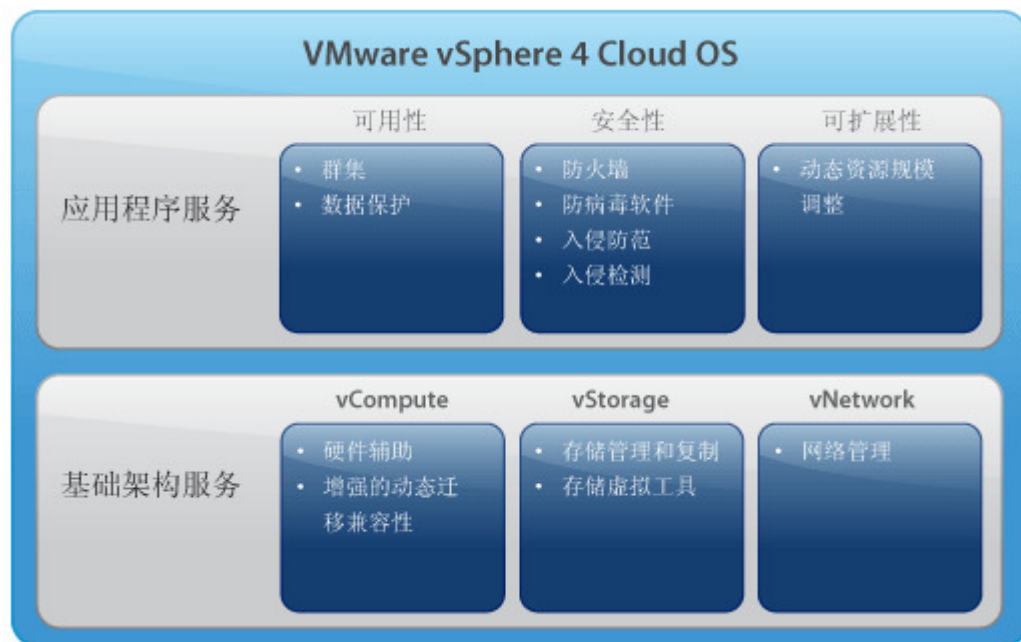 VMware vSphere 4 Cloud OS
应用程序服务
可用性
• 群集
• 数据保护
安全性
• 防火墙
• 防病毒软件
• 入侵防范
• 入侵检测
可扩展性
• 动态资源规模
调整
基础架构服务
vCompute
• 硬件辅助
• 增强的动态迁
移兼容性
vStorage
• 存储管理和复制
• 存储虚拟工具
vNetwork
• 网络管理